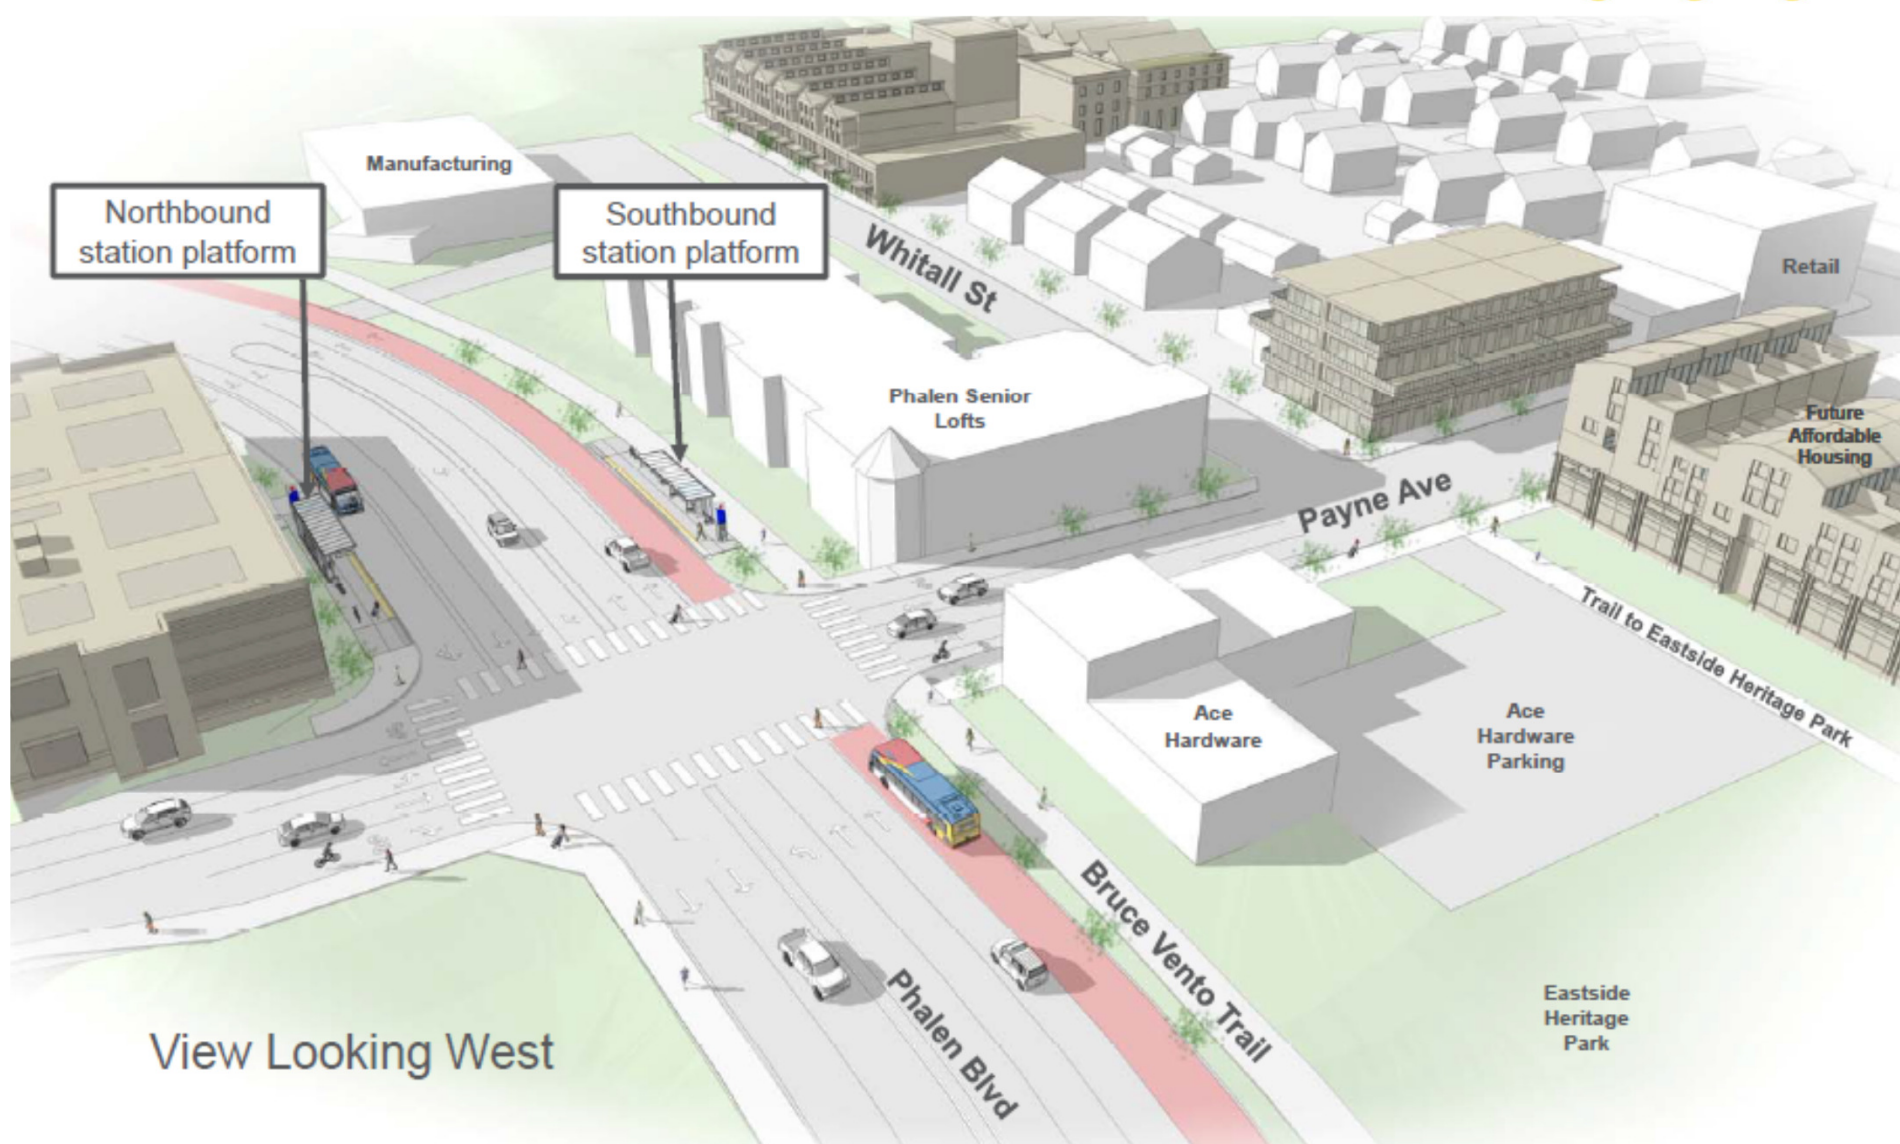 Manufacturing
Northbound
station platform
Southbound
station platform
Whitall St
Retail
Phalen Senior
Lofts
Future
Affordable
Housing
Payne Ave
Trail to Eastside Heritage Park
Ace
Hardware
Ace
Hardware
Parking
Bruce Vento Trail
Phalen Blvd
Eastside
Heritage
Park
View Looking West